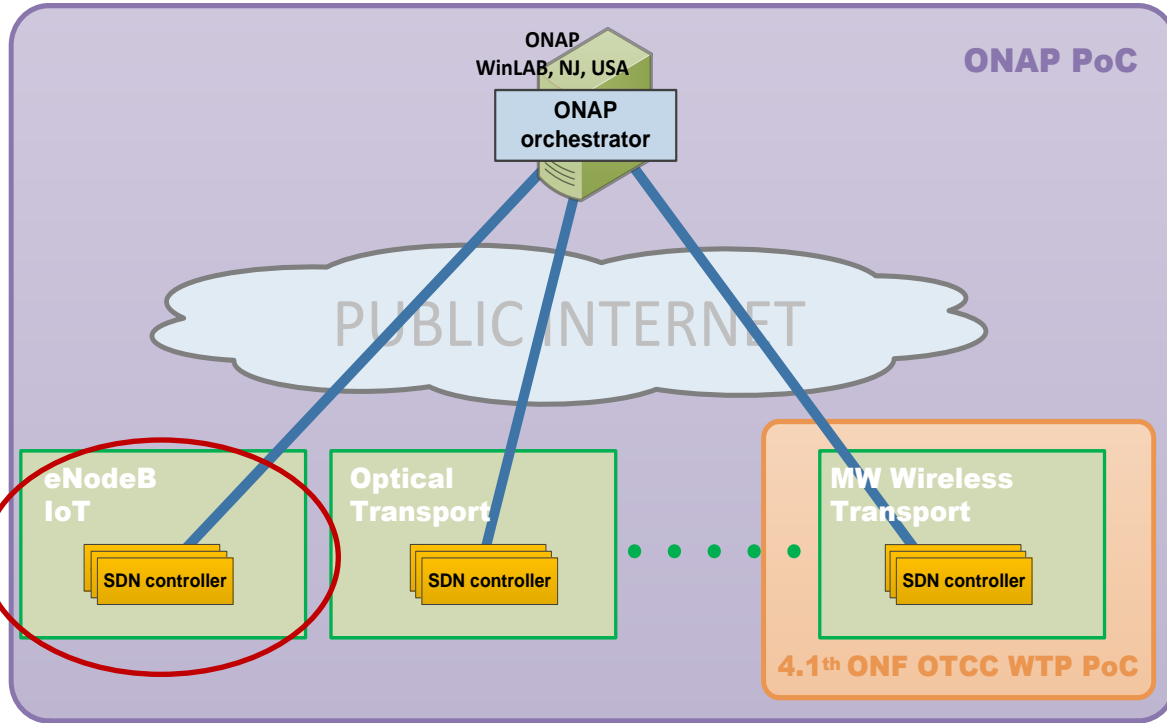 ONAP
WinLAB, NJ, USA
ONAP PoC
ONAP
orchestrator
PUBLIC INTERNET
eNodeB
IoT
SDN controller
Optical
Transport
SDN controller
MW Wireless
Transport
SDN controller
4.1th ONF OTCC WTP PoC